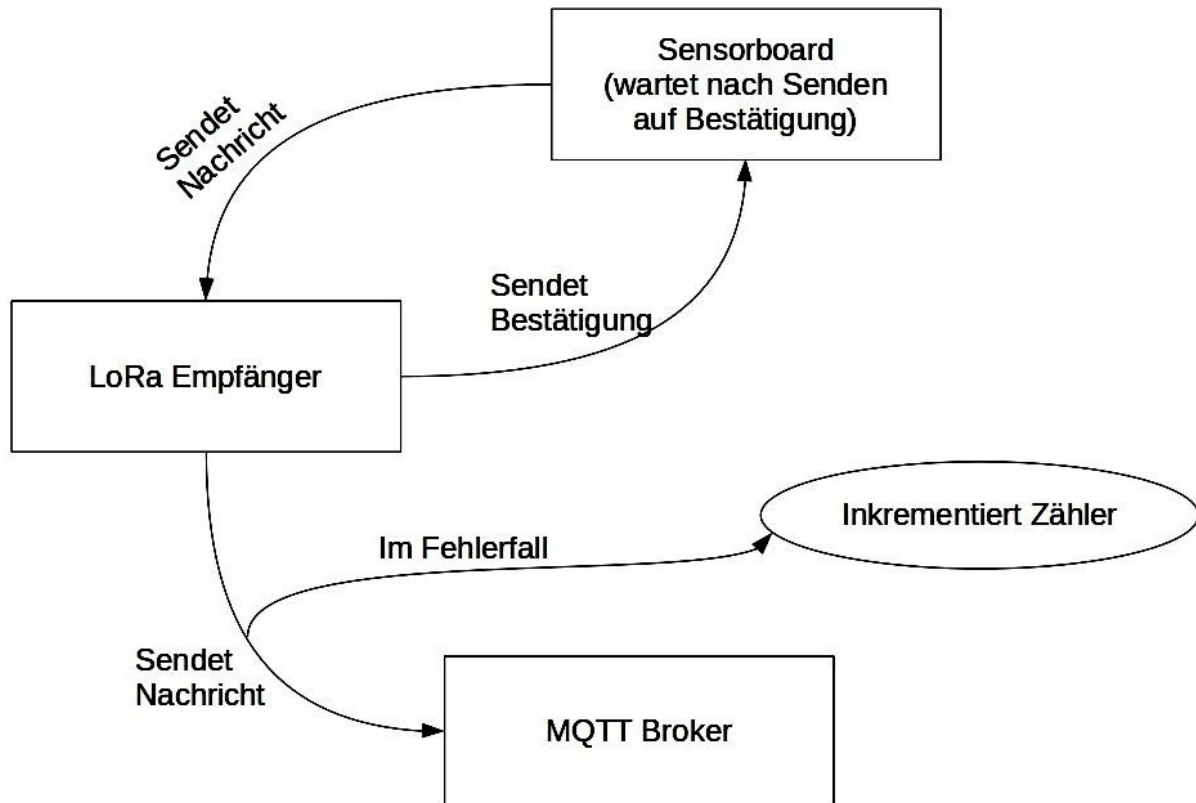 Sensorboard
(wartet nach Senden
auf Bestätigung)
Sendet
Nachricht
Sendet
Bestätigung
LoRa Empfänger
Inkrementiert Zähler
Im Fehlerfall
Sendet
Nachricht
MQTT Broker